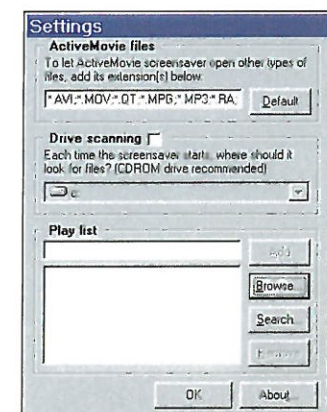 Settings
ActiveMovie files
To let ActiveMovie screensaver open other types of
files, add its extension(s) below.
*.AVI;*.MOV;*.QT;*.MPG;*.MP3;*.RA;
Default
Drive scanning
Each time the screensaver starts, where should it
look for files? (CDROM drive recommended)
c:
Play list
Add
Browse...
Search...
OK
About...